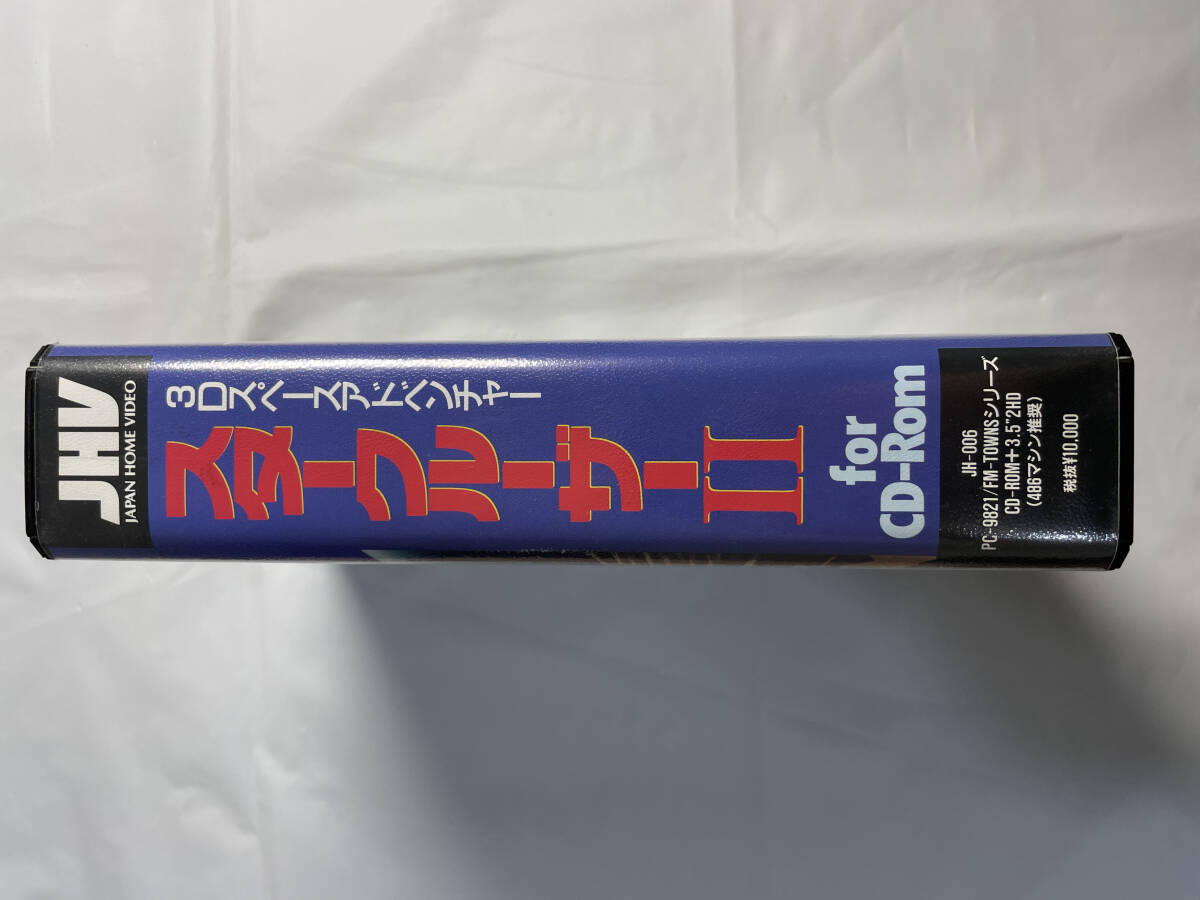 JHV
JAPAN HOME VIDEO
3Dスペースアドベンチャー
スタークルーザーII
for
CD-Rom
JH-006
PC-9821/FM-TOWNSシリーズ
CD-ROM+3.5"2HD
(486マシン推奨)
税抜¥10,000